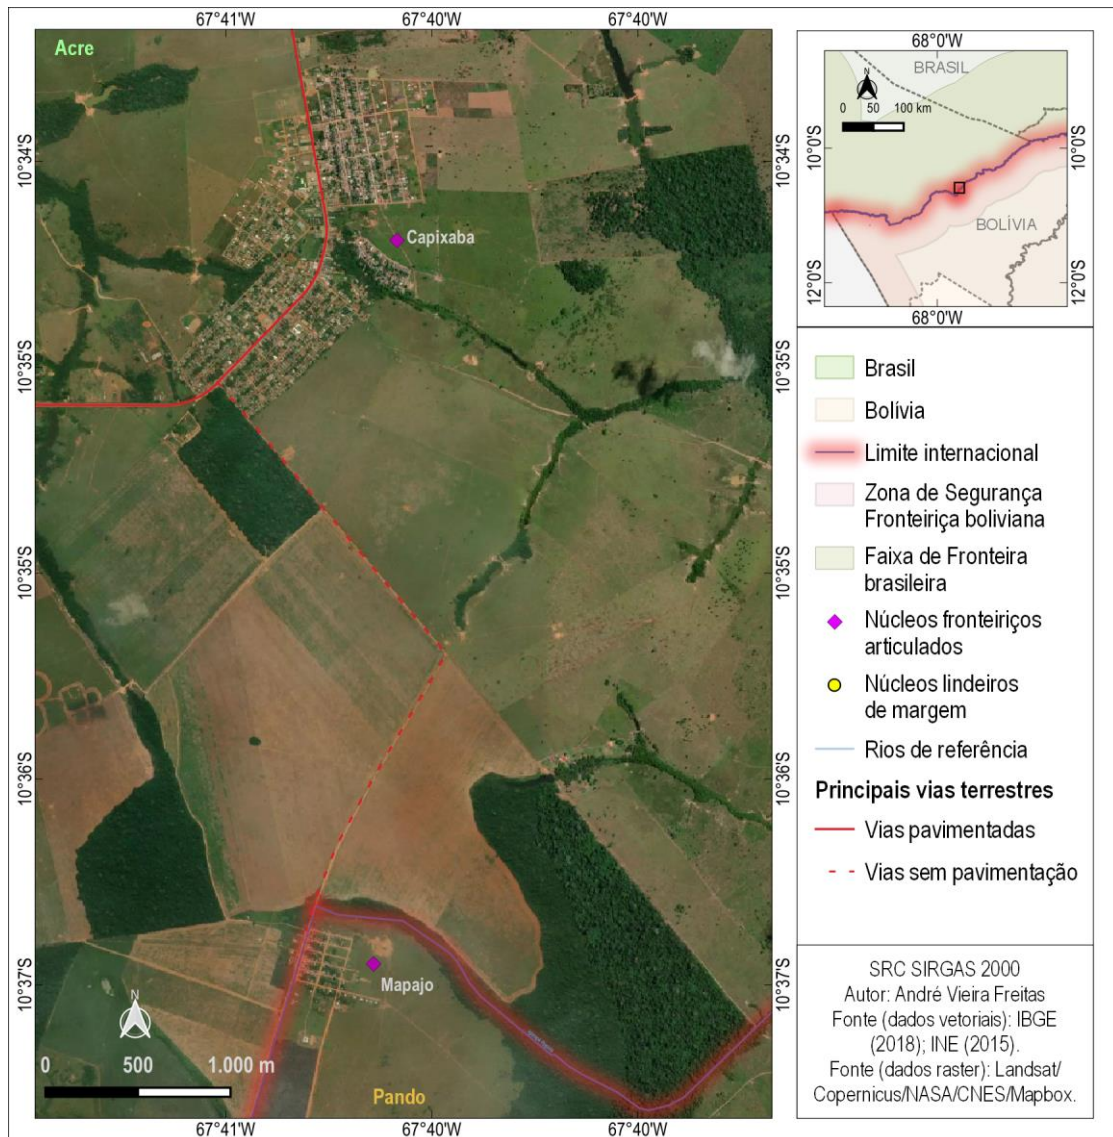 67°41'W 67°40'W 67°40'W
Acre
10°34'S
10°34'S
Capixaba
10°35'S
10°35'S
10°35'S
10°35'S
10°36'S
10°36'S
10°37'S
10°37'S
Mapajo
N
0 500 1.000 m
Pando
67°41'W 67°40'W 67°40'W
68°0'W
BRASIL
N
0 50 100 km
10°0'S
10°0'S
BOLÍVIA
12°0'S
12°0'S
68°0'W
Brasil
Bolívia
Limite internacional
Zona de Segurança
Fronteiriça boliviana
Faixa de Fronteira
brasileira
Núcleos fronteiriços
articulados
Núcleos lindeiros
de margem
Rios de referência
Principais vias terrestres
Vias pavimentadas
Vias sem pavimentação
SRC SIRGAS 2000
Autor: André Vieira Freitas
Fonte (dados vetoriais): IBGE
(2018); INE (2015).
Fonte (dados raster): Landsat/
Copernicus/NASA/CNES/Mapbox.